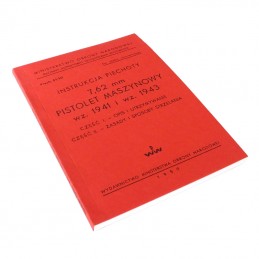 INSTRUKCJA PIECHOTY
7,62 mm
PISTOLET MASZYNOWY
wz. 1941 i wz. 1943
CZĘŚĆ I. — OPIS I UTRZYMANIE
CZĘŚĆ II. — ZASADY I SPOSOBY STRZELANIA
WYDAWNICTWO MINISTERSTWA OBRONY NARODOWEJ